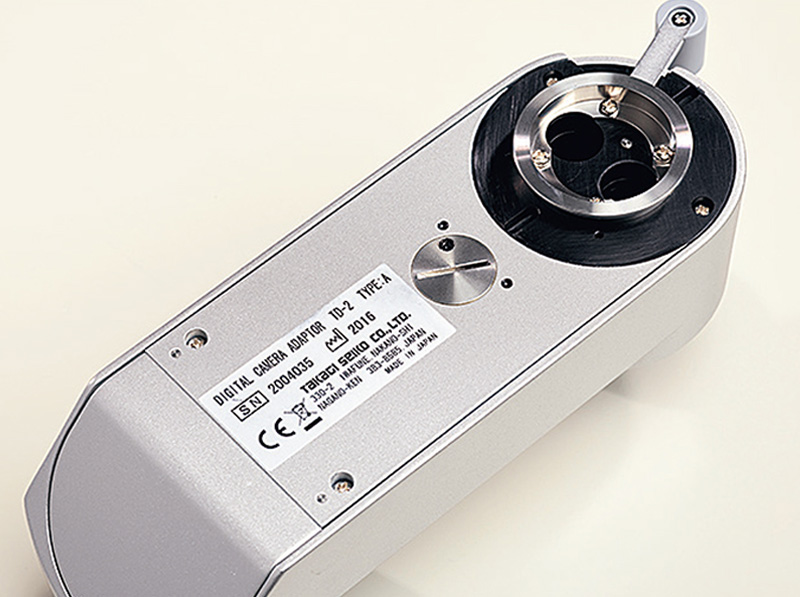 DIGITAL CAMERA ADAPTOR TD-2 TYPE:A
SN 2004035 2016
TAKAGI SEIKO CO.,LTD.
330-2 IWAFUNE, NAKANO-SHI
NAGANO-KEN 383-8585, JAPAN
CE MADE IN JAPAN